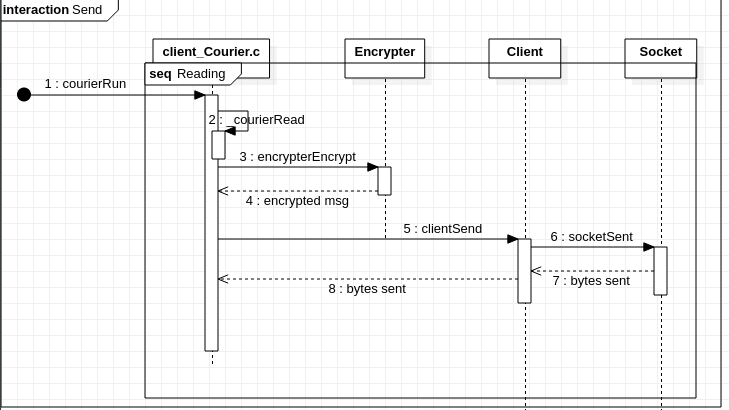 interaction Send
client_Courier.c
Encrypter
Client
Socket
seq Reading
1 : courierRun
2 : _courierRead
3 : encrypterEncrypt
4 : encrypted msg
5 : clientSend
6 : socketSent
7 : bytes sent
8 : bytes sent